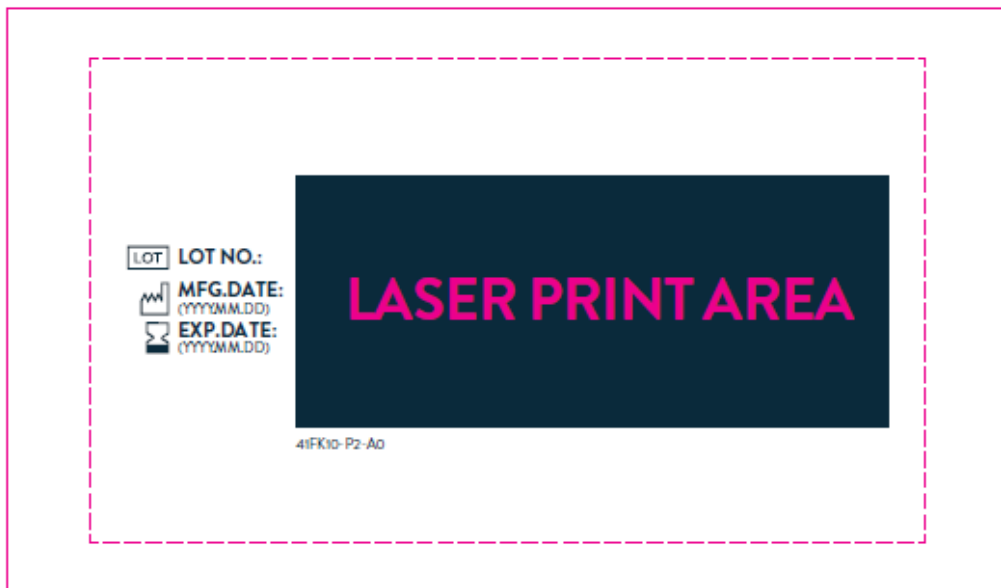 LOT LOT NO.:
MFG.DATE:
(YYYY.MM.DD)
EXP.DATE:
(YYYY.MM.DD)
LASER PRINT AREA
41FK10-P2-A0